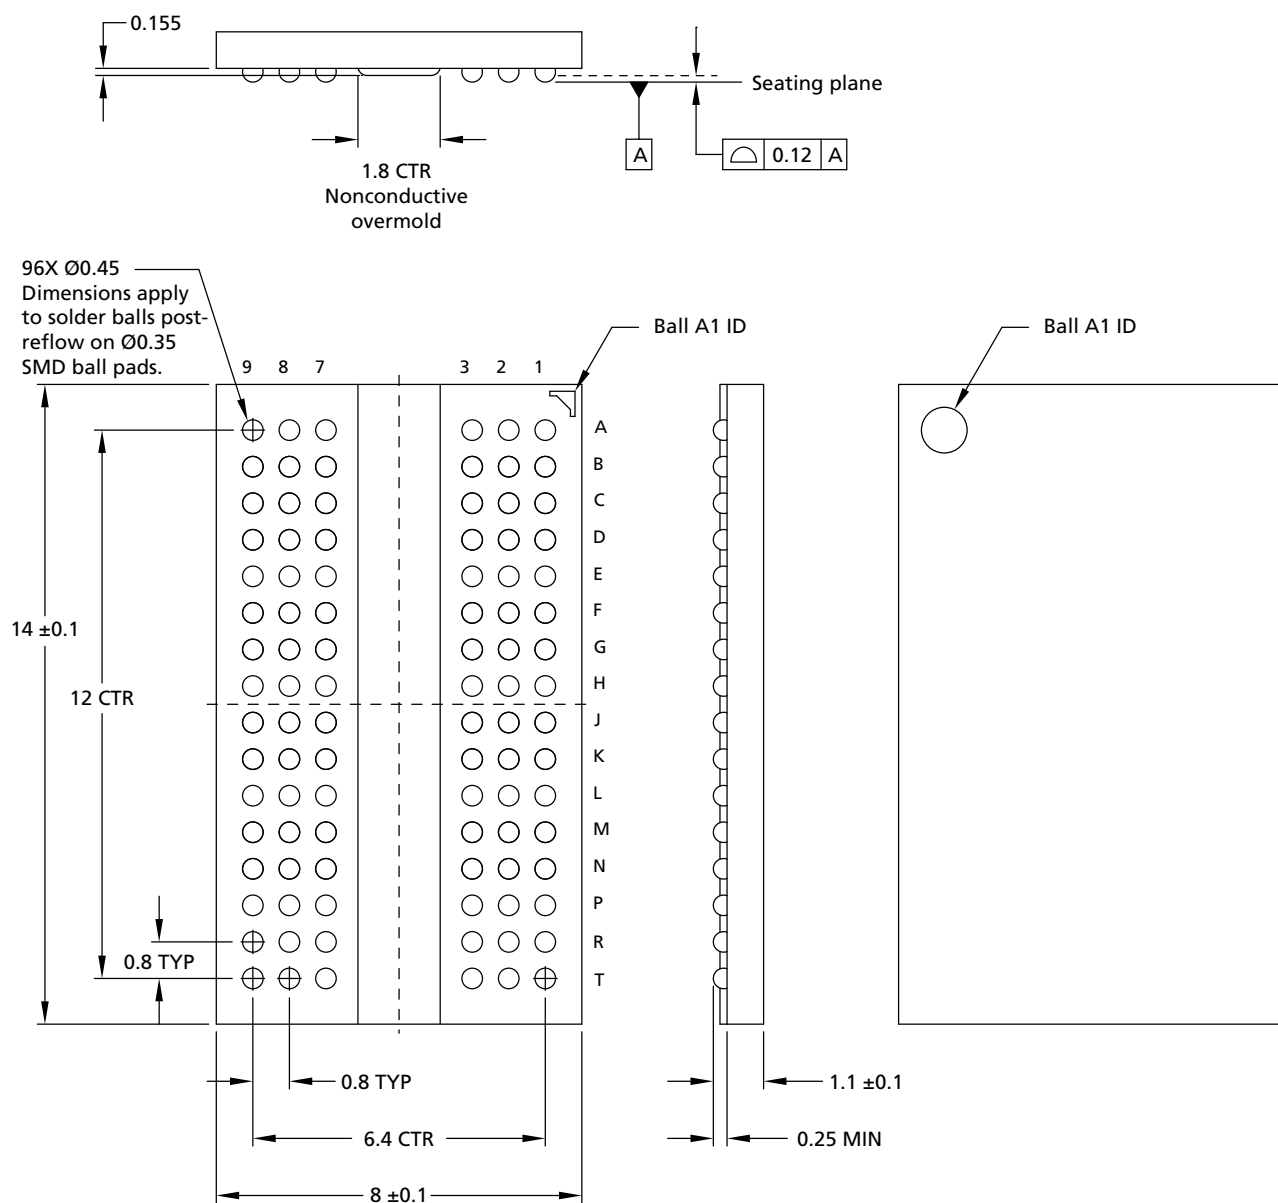 0.155
Seating plane
A
0.12 A
1.8 CTR
Nonconductive
overmold
96X Ø0.45
Dimensions apply
to solder balls post-
reflow on Ø0.35
SMD ball pads.
Ball A1 ID
Ball A1 ID
9 8 7 3 2 1
A
B
C
D
E
F
G
H
J
K
L
M
N
P
R
T
14 ±0.1
12 CTR
0.8 TYP
0.8 TYP
1.1 ±0.1
6.4 CTR
0.25 MIN
8 ±0.1